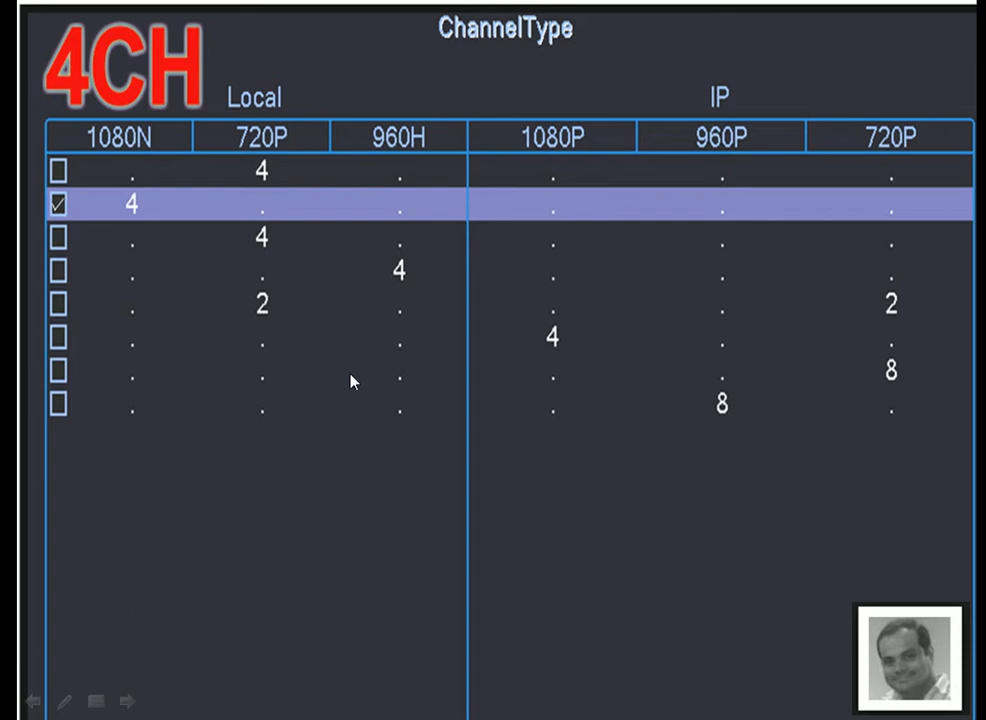 ChannelType
4CH
Local IP
1080N 720P 960H 1080P 960P 720P
. 4 . . . .
4 . . . . .
. 4 . . . .
. . 4 . . .
. 2 . . . 2
. . . 4 . .
. . . . . 8
. . . . 8 .